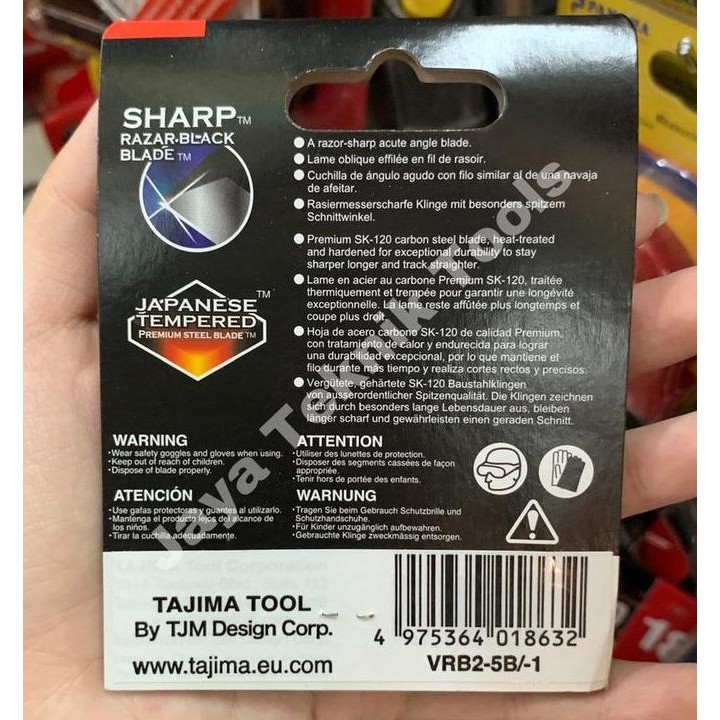 SHARP™
RAZAR·BLACK
BLADE™
A razor-sharp acute angle blade.
Lame oblique effilée en fil de rasoir.
Cuchilla de ángulo agudo con filo similar al de una navaja
de afeitar.
Rasiermesserscharfe Klinge mit besonders spitzem
Schnittwinkel.
Premium SK-120 carbon steel blade, heat-treated
and hardened for exceptional durability to stay
sharper longer and track straighter.
Lame en acier au carbone Premium SK-120, traitée
thermiquement et trempée pour garantir une longévité
exceptionnelle. La lame reste affûtée plus longtemps et
coupe plus droit.
Hoja de acero carbono SK-120 de calidad Premium,
con tratamiento de calor y endurecida para lograr
una durabilidad excepcional, por lo que mantiene el
filo durante más tiempo y realiza cortes rectos y precisos.
Vergütete, gehärtete SK-120 Baustahlklingen
von ausserordentlicher Spitzenqualität. Die Klingen zeichnen
sich durch besonders lange Lebensdauer aus, bleiben
länger scharf und gewährleisten einen geraden Schnitt.
JAPANESE™
TEMPERED
PREMIUM STEEL BLADE™
WARNING
·Wear safety goggles and gloves when using.
·Keep out of reach of children.
·Dispose of blade properly.
ATTENTION
·Utiliser des lunettes de protection.
·Disposer des segments cassées de façon
appropriée.
·Tenir hors de portée des enfants.
ATENCIÓN
·Use gafas protectoras y guantes al utilizarlo.
·Mantenga el producto lejos del alcance de
los niños.
·Tirar la cuchilla adecuadamente.
WARNUNG
·Tragen Sie beim Gebrauch Schutzbrille und
Schutzhandschuhe.
·Für Kinder unzugänglich aufbewahren.
·Gebrauchte Klinge zweckmässig entsorgen.
TAJIMA TOOL
By TJM Design Corp.
www.tajima.eu.com
4 975364 018632
VRB2-5B/-1
Jaya Teknik Tools